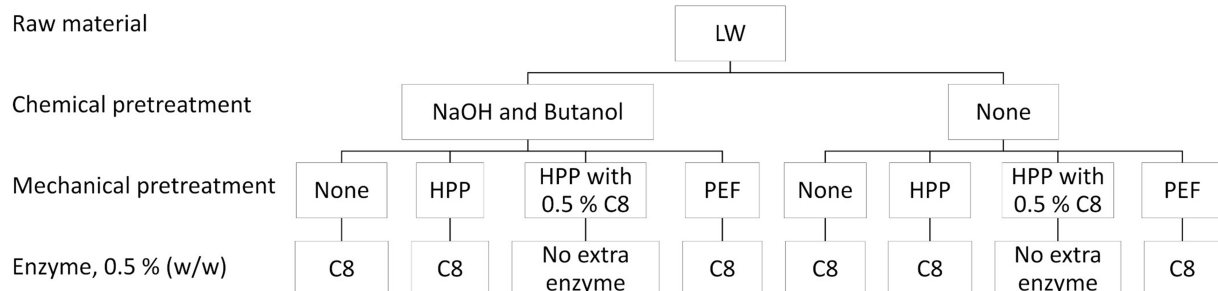 Raw material
LW
Chemical pretreatment
NaOH and Butanol
None
Mechanical pretreatment
None
HPP
HPP with
0.5 % C8
PEF
None
HPP
HPP with
0.5 % C8
PEF
Enzyme, 0.5 % (w/w)
C8
C8
No extra
enzyme
C8
C8
C8
No extra
enzyme
C8